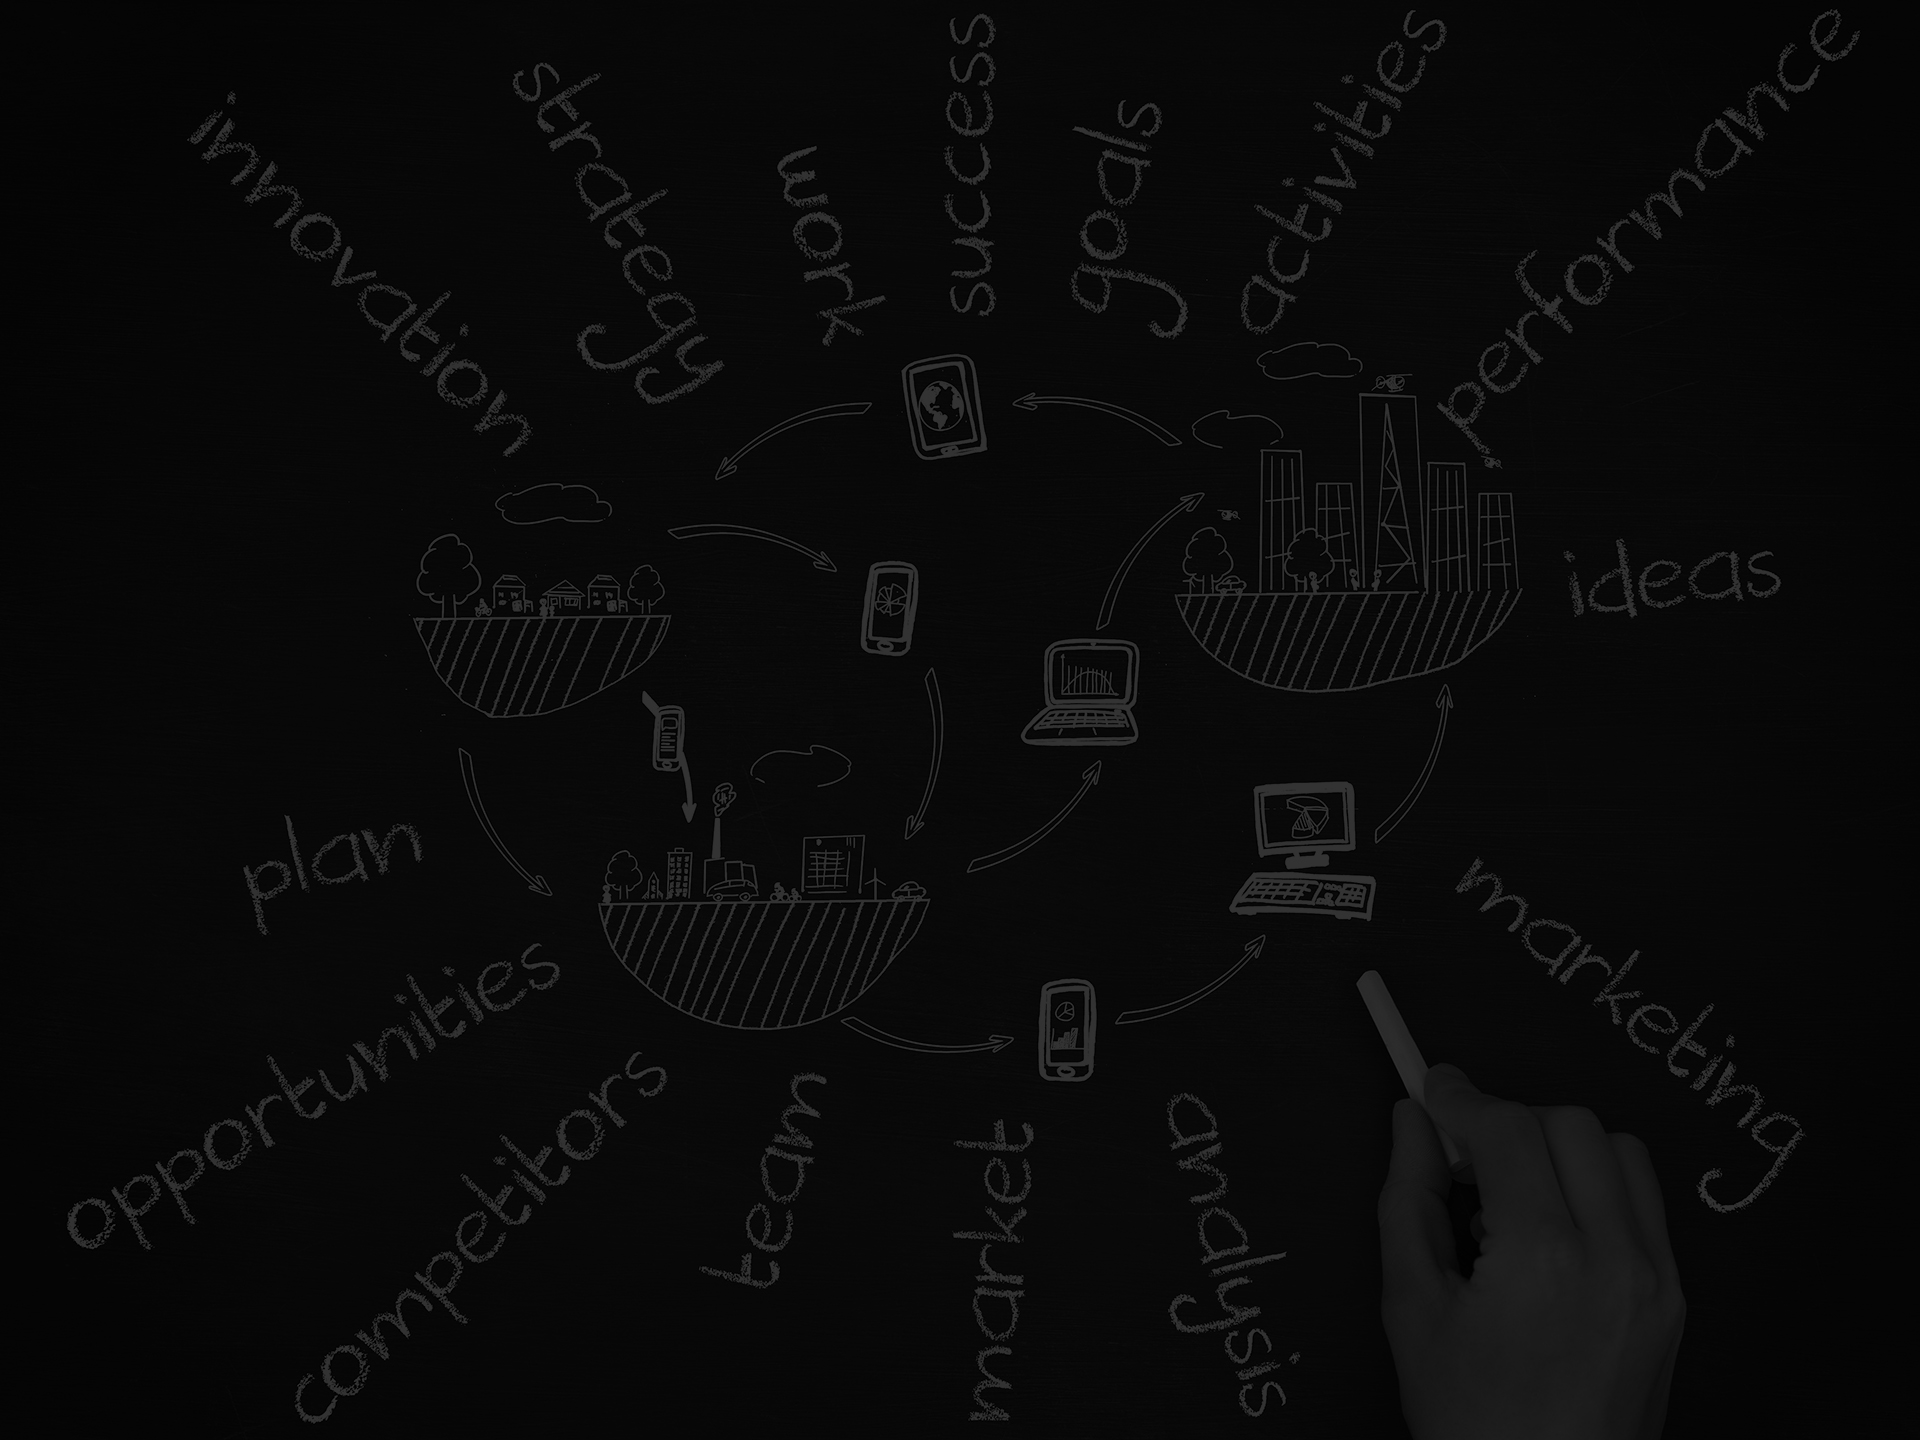 innovation
strategy
work
success
goals
activities
performance
ideas
plan
marketing
opportunities
competitors
team
market
analysis